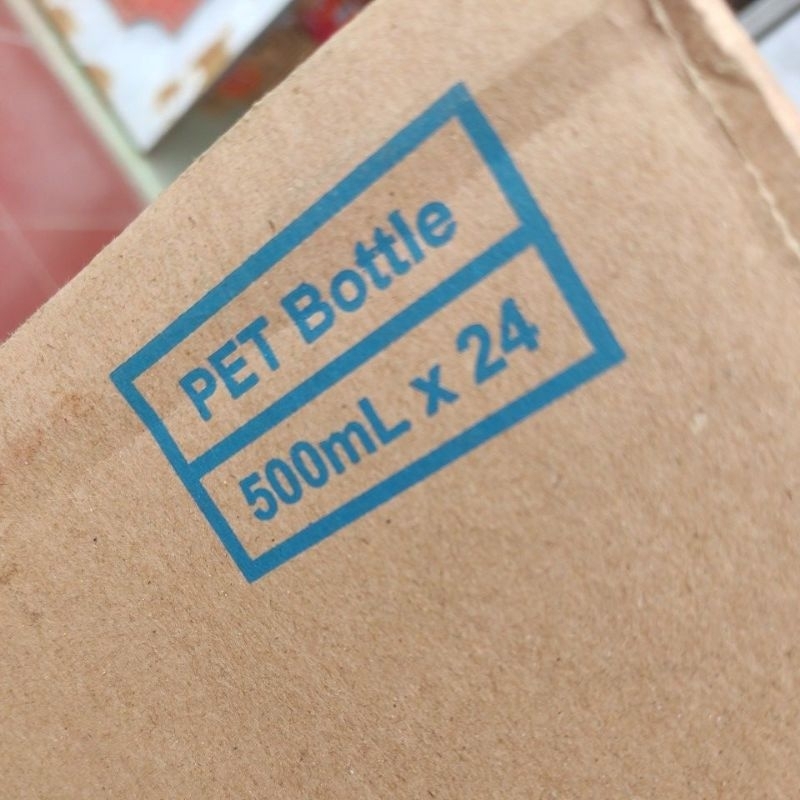 PET Bottle
500mL x 24